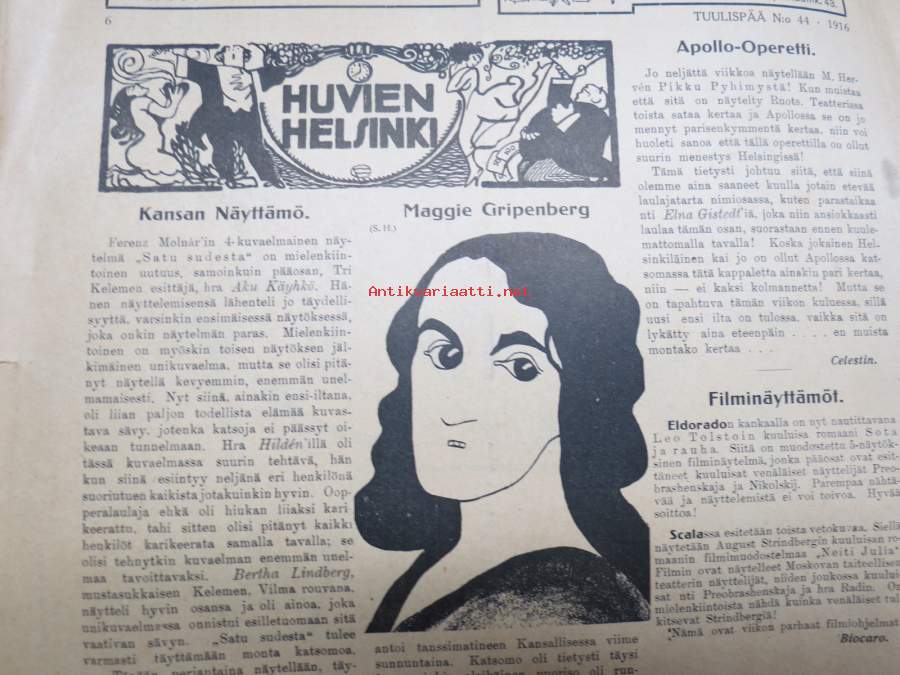 6
TUULISPÄÄ N:o 44 · 1916
HUVIEN
HELSINKI
Kansan Näyttämö.
Ferenz Molnàr'in 4-kuvaelmainen näy-
telmä „Satu sudesta“ on mielenkiin-
toinen uutuus, samoinkuin pääosan, Tri
Kelemen esittäjä, hra Aku Käyhkö. Hä-
nen näyttelemisensä lähenteli jo täydelli-
syyttä, varsinkin ensimäisessä näytöksessä,
joka onkin näytelmän paras. Mielenkiin-
toinen on myöskin toisen näytöksen jäl-
kimäinen unikuvaelma, mutta se olisi pitä-
nyt näytellä kevyemmin, enemmän unel-
mamaisesti. Nyt siinä, ainakin ensi-iltana,
oli liian paljon todellista elämää kuvas-
tava sävy, jotenka katsoja ei päässyt oi-
keaan tunnelmaan. Hra Hildén'illä oli
tässä kuvaelmassa suurin tehtävä, hän
kun siinä esiintyy neljänä eri henkilönä
suoriutuen kaikista jotakuinkin hyvin. Oop-
peralaulaja ehkä oli hiukan liiaksi kari-
keerattu, tahi sitten olisi pitänyt kaikki
henkilöt karikeerata samalla tavalla; se
olisi tehnytkin kuvaelman enemmän unel-
maa tavoittavaksi. Bertha Lindberg,
mustasukkaisen Kelemen, Vilma rouvana,
näytteli hyvin osansa ja oli ainoa, joka
unikuvaelmassa onnistui esilletuomaan sitä
vaativan sävyn. „Satu sudesta“ tulee
varmasti täyttämään monta katsomoa.
perjantaina näytellään, täy-
Maggie Gripenberg
(S. H.)
Antikvariaatti.net
antoi tanssimatineen Kansallisessa viime
sunnuntaina. Katsomo oli tietysti täysi
nuoriso oli run-
Apollo-Operetti.
Jo neljättä viikkoa näytellään M. Her-
vén Pikku Pyhimystä! Kun muistaa
että sitä on näytelty Ruots. Teatterissa
toista sataa kertaa ja Apollossa se on jo
mennyt parisenkymmentä kertaa, niin voi
huoleti sanoa että tällä operettilla on ollut
suurin menestys Helsingissä!
Tämä tietysti johtuu siitä, että siinä
olemme aina saaneet kuulla jotain etevää
laulajatarta nimiosassa, kuten parastaikaa
nti Elna Gistedt'iä, joka niin ansiokkaasti
laulaa tämän osan, suorastaan ennen kuule-
mattomalla tavalla! Koska jokainen Hel-
sinkiläinen kai jo on ollut Apollossa kat-
somassa tätä kappaletta ainakin pari kertaa,
niin — ei kaksi kolmannetta! Mutta se
on tapahtuva tämän viikon kuluessa, sillä
uusi ensi ilta on tulossa, vaikka sitä on
lykätty aina eteenpäin . . . . en muista
montako kertaa . . .
Celestin.
Filminäyttämöt.
Eldoradon kankaalla on nyt nautittavana
Leo Tolstoin kuuluisa romaani Sota
ja rauha. Siitä on muodostettu 5-näytök-
sinen filminäytelmä, jonka pääosat ovat esit-
täneet kuuluisat venäläiset näyttelijät Preo-
brashenskaja ja Nikolskij. Parempaa nähtä-
vää ja näyttelemistä ei voi toivoa. Hyvää
soittoa!
Scalassa esitetään toista vetokuvaa. Siellä
näytetään August Strindbergin kuuluisan ro-
maanin filmimuodostelmaa „Neiti Julia“
Filmin ovat näytelleet Moskovan taiteellisen
teatterin näyttelijät, niiden joukossa kuului-
sat nti Preobrashenskaja ja hra Radin. On
mielenkiintoista nähdä kuinka venäläiset tul-
kitsevat Strindbergia!
Nämä ovat viikon parhaat filmiohjelmat
Biocaro.